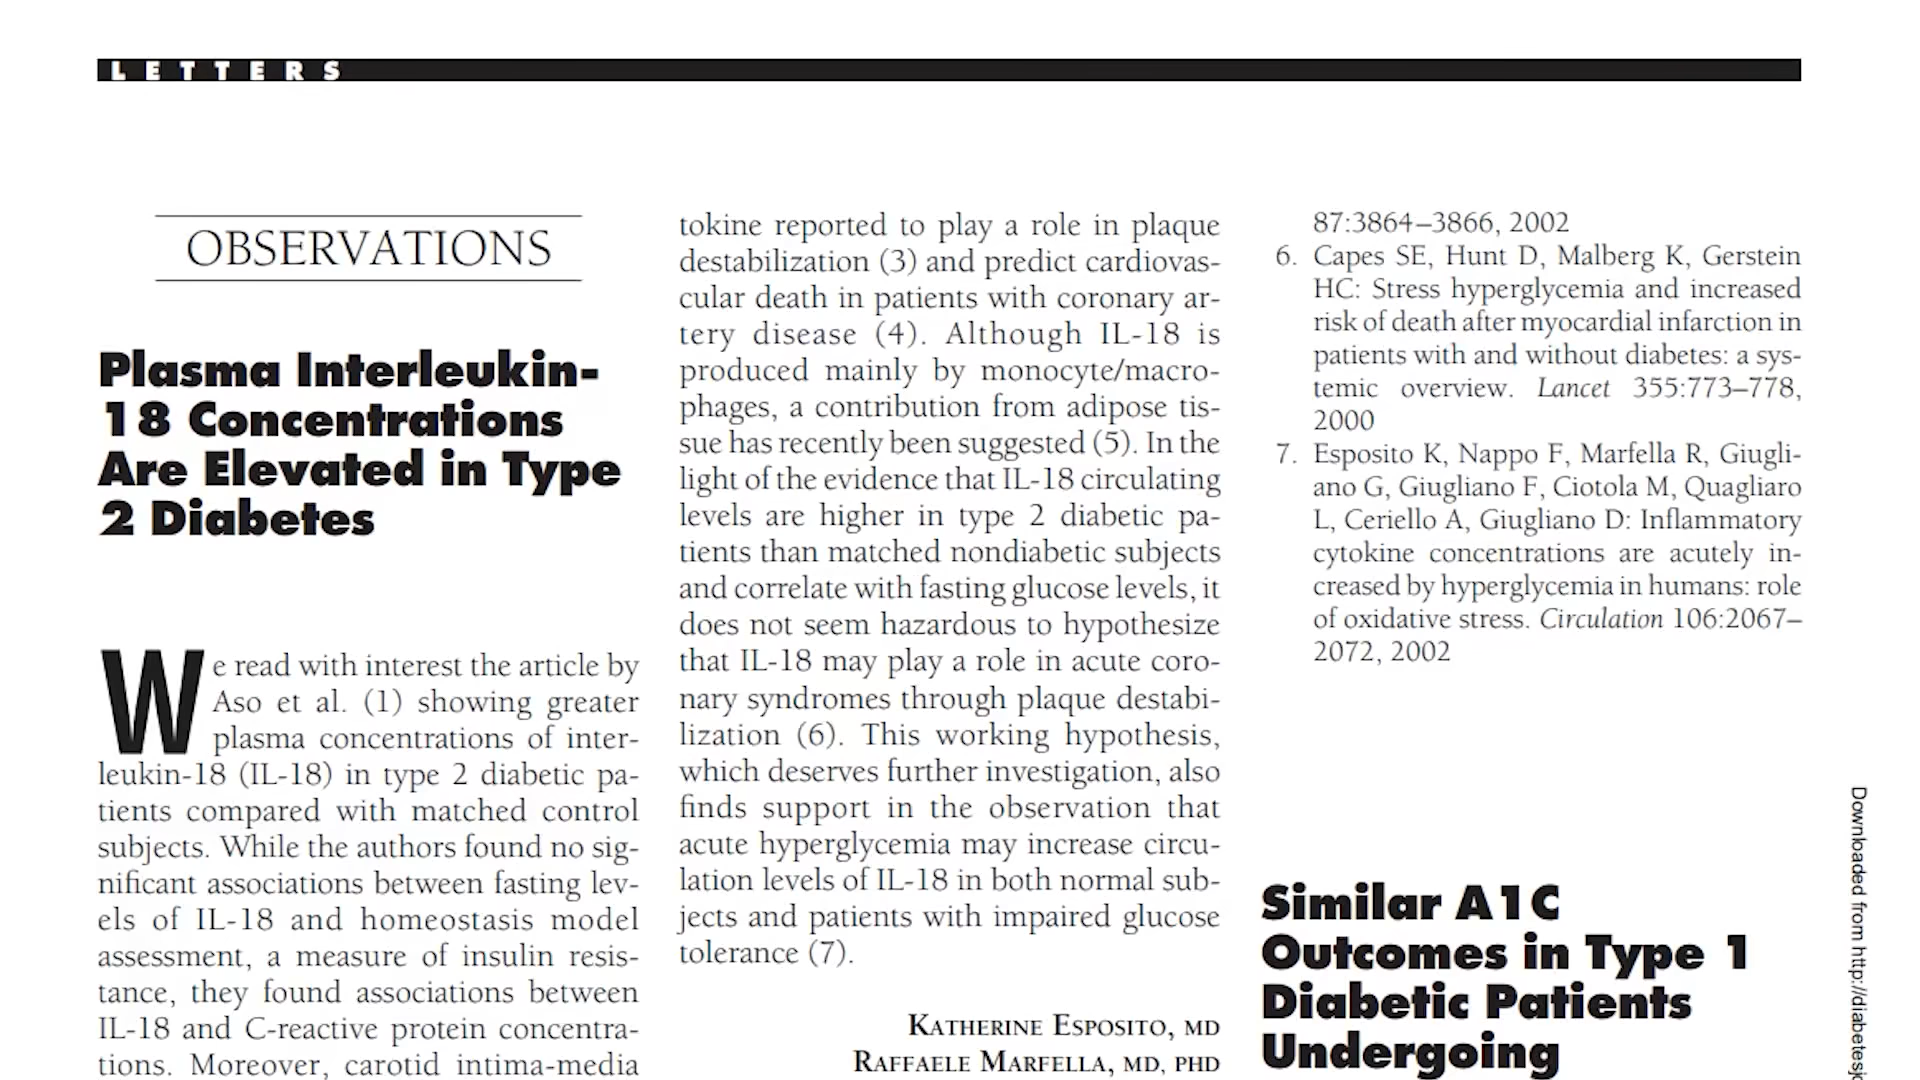 LETTERS
OBSERVATIONS
Plasma Interleukin-
18 Concentrations
Are Elevated in Type
2 Diabetes
We read with interest the article by
Aso et al. (1) showing greater
plasma concentrations of inter-
leukin-18 (IL-18) in type 2 diabetic pa-
tients compared with matched control
subjects. While the authors found no sig-
nificant associations between fasting lev-
els of IL-18 and homeostasis model
assessment, a measure of insulin resis-
tance, they found associations between
IL-18 and C-reactive protein concentra-
tions. Moreover, carotid intima-media
tokine reported to play a role in plaque
destabilization (3) and predict cardiovas-
cular death in patients with coronary ar-
tery disease (4). Although IL-18 is
produced mainly by monocyte/macro-
phages, a contribution from adipose tis-
sue has recently been suggested (5). In the
light of the evidence that IL-18 circulating
levels are higher in type 2 diabetic pa-
tients than matched nondiabetic subjects
and correlate with fasting glucose levels, it
does not seem hazardous to hypothesize
that IL-18 may play a role in acute coro-
nary syndromes through plaque destabi-
lization (6). This working hypothesis,
which deserves further investigation, also
finds support in the observation that
acute hyperglycemia may increase circu-
lation levels of IL-18 in both normal sub-
jects and patients with impaired glucose
tolerance (7).
KATHERINE ESPOSITO, MD
RAFFAELE MARFELLA, MD, PHD
87:3864–3866, 2002
6. Capes SE, Hunt D, Malberg K, Gerstein
HC: Stress hyperglycemia and increased
risk of death after myocardial infarction in
patients with and without diabetes: a sys-
temic overview. Lancet 355:773–778,
2000
7. Esposito K, Nappo F, Marfella R, Giugli-
ano G, Giugliano F, Ciotola M, Quagliaro
L, Ceriello A, Giugliano D: Inflammatory
cytokine concentrations are acutely in-
creased by hyperglycemia in humans: role
of oxidative stress. Circulation 106:2067–
2072, 2002
Similar A1C
Outcomes in Type 1
Diabetic Patients
Undergoing
Downloaded from http://diabetesjo